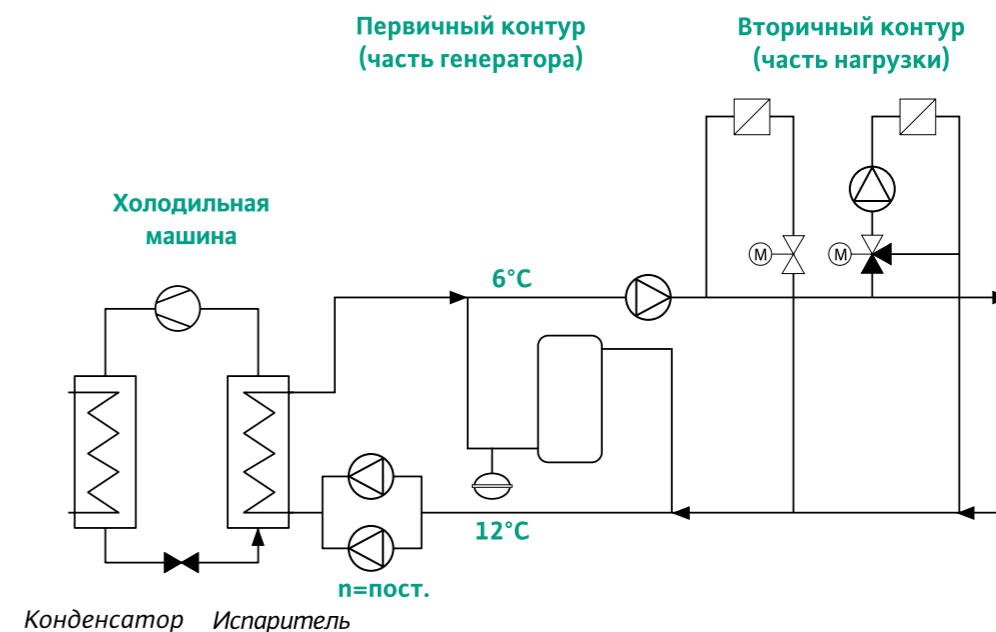 Первичный контур
(часть генератора)
Вторичный контур
(часть нагрузки)
Холодильная
машина
M
M
6°C
12°C
n=пост.
Конденсатор
Испаритель